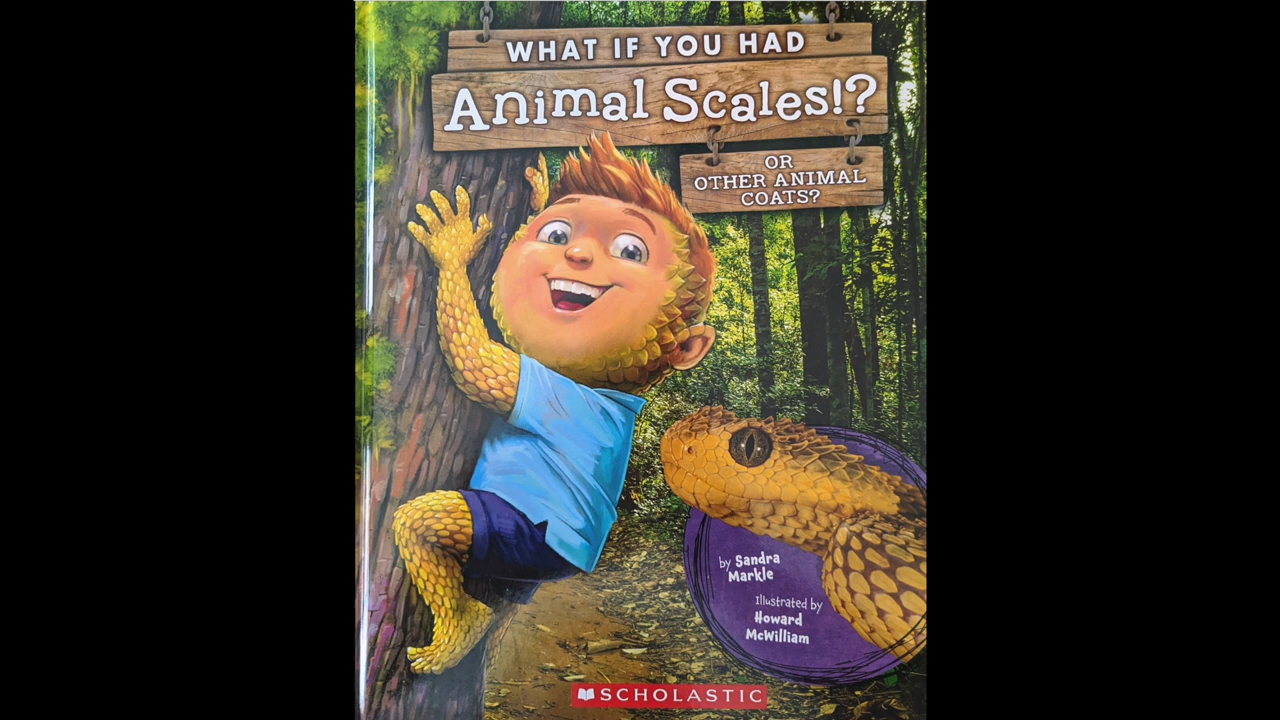 WHAT IF YOU HAD
Animal Scales!?
OR
OTHER ANIMAL
COATS?
by Sandra
Markle
Illustrated by
Howard
McWilliam
SCHOLASTIC